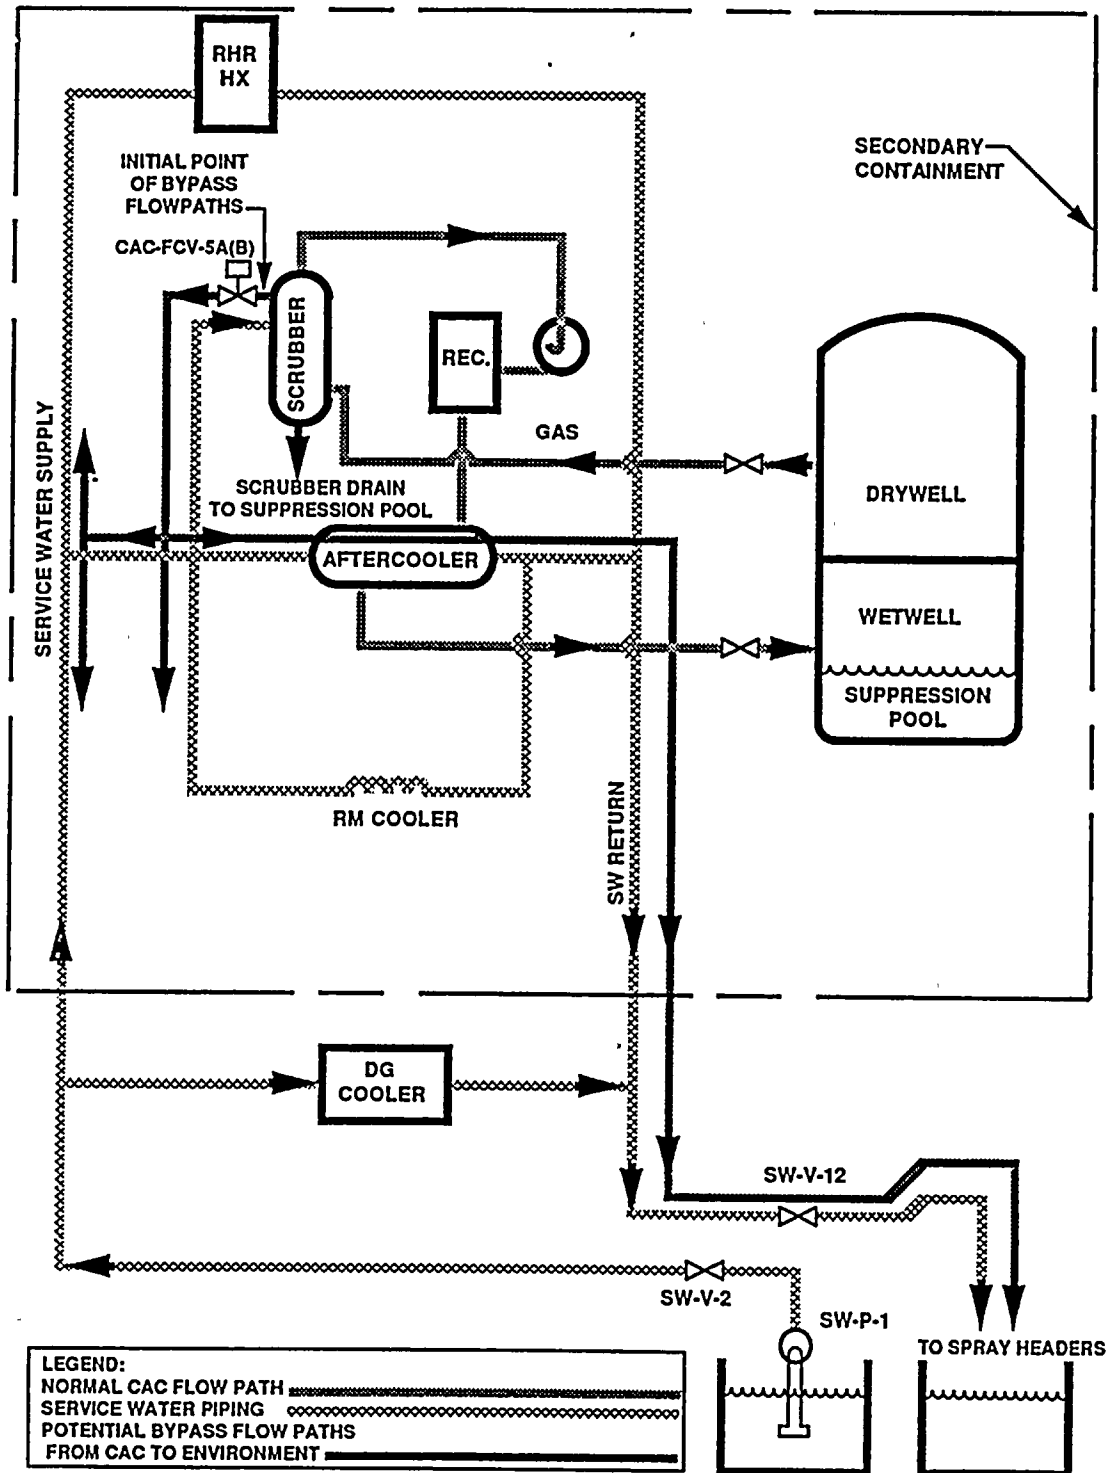 RHR
HX
INITIAL POINT
OF BYPASS
FLOWPATHS
CAC-FCV-5A(B)
SECONDARY
CONTAINMENT
SCRUBBER
REC.
GAS
SERVICE WATER SUPPLY
SCRUBBER DRAIN
TO SUPPRESSION POOL
DRYWELL
AFTERCOOLER
WETWELL
SUPPRESSION
POOL
RM COOLER
SW RETURN
DG
COOLER
SW-V-12
SW-V-2
SW-P-1
TO SPRAY HEADERS
LEGEND:
NORMAL CAC FLOW PATH
SERVICE WATER PIPING
POTENTIAL BYPASS FLOW PATHS
FROM CAC TO ENVIRONMENT